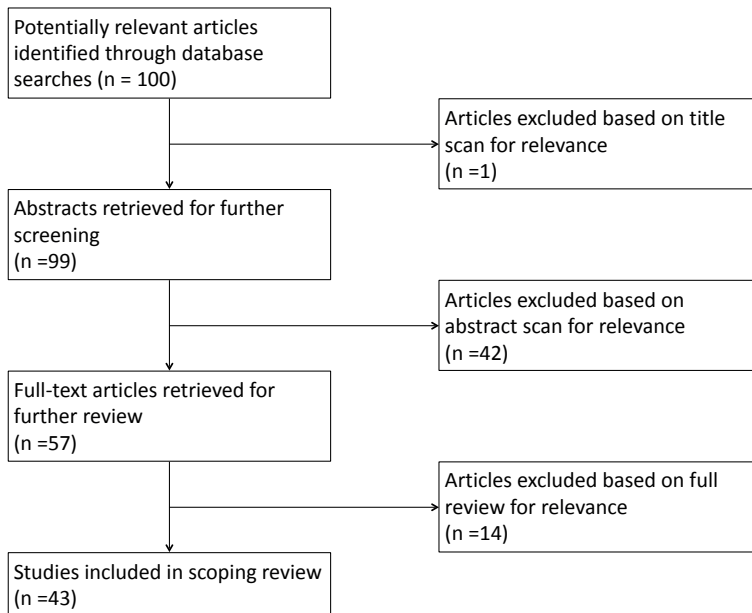 Potentially relevant articles
identified through database
searches (n = 100)
Articles excluded based on title
scan for relevance
(n =1)
Abstracts retrieved for further
screening
(n =99)
Articles excluded based on
abstract scan for relevance
(n =42)
Full-text articles retrieved for
further review
(n =57)
Articles excluded based on full
review for relevance
(n =14)
Studies included in scoping review
(n =43)